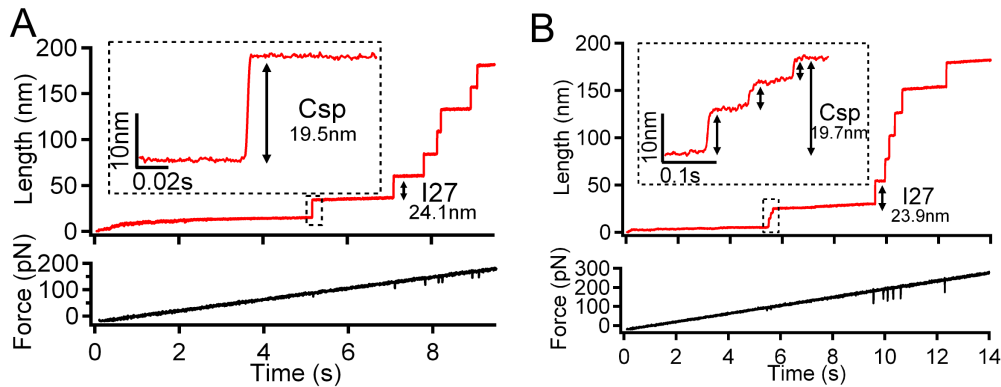 A
Length (nm)
200
150
100
50
0
10nm
0.02s
Csp
19.5nm
I27
24.1nm
Force (pN)
200
100
0
0
2
4
6
8
Time (s)
B
Length (nm)
200
150
100
50
0
10nm
0.1s
Csp
19.7nm
I27
23.9nm
Force (pN)
300
200
100
0
0
2
4
6
8
10
12
14
Time (s)